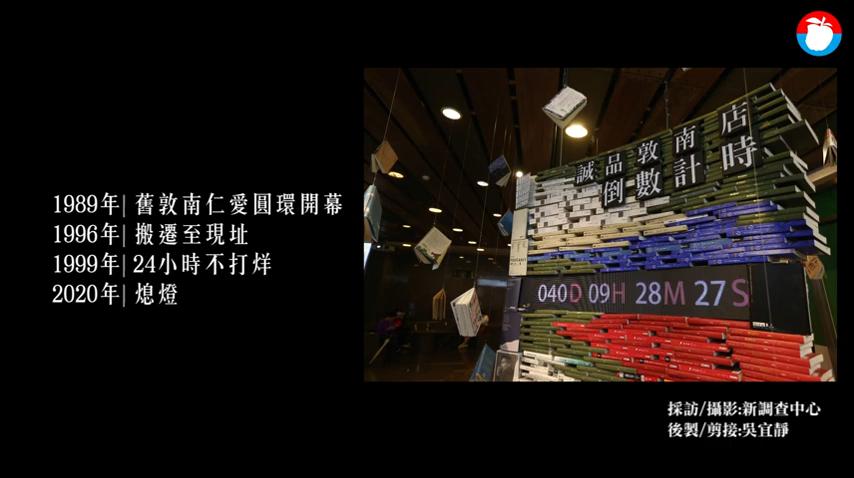 1989年| 舊敦南仁愛圓環開幕
1996年| 搬遷至現址
1999年| 24小時不打烊
2020年| 熄燈
誠品敦南店
倒數計時
040D 09H 28M 27S
採訪/攝影:新調查中心
後製/剪接:吳宜靜